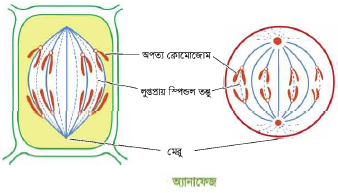 অপত্য ক্রোমোজোম
লুপ্তপ্রায় স্পিন্ডল তন্তু
মেরু
অ্যানাফেজ